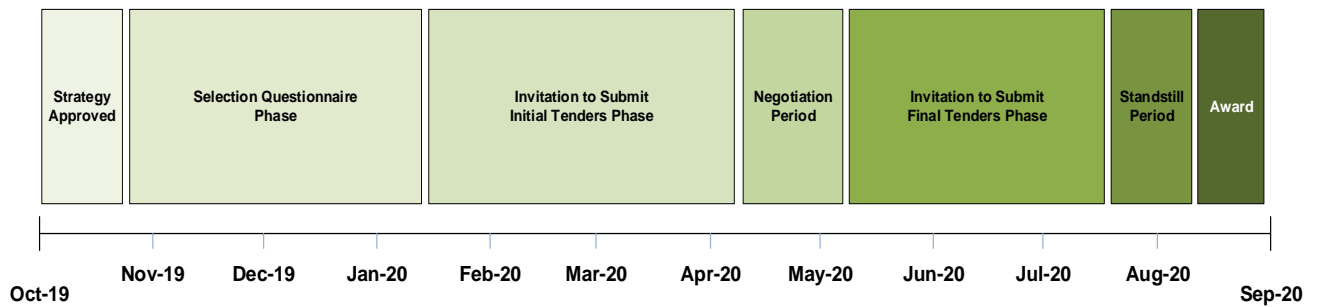 Strategy
Approved
Selection Questionnaire
Phase
Invitation to Submit
Initial Tenders Phase
Negotiation
Period
Invitation to Submit
Final Tenders Phase
Standstill
Period
Award
Nov-19 Dec-19 Jan-20 Feb-20 Mar-20 Apr-20 May-20 Jun-20 Jul-20 Aug-20
Oct-19 Sep-20